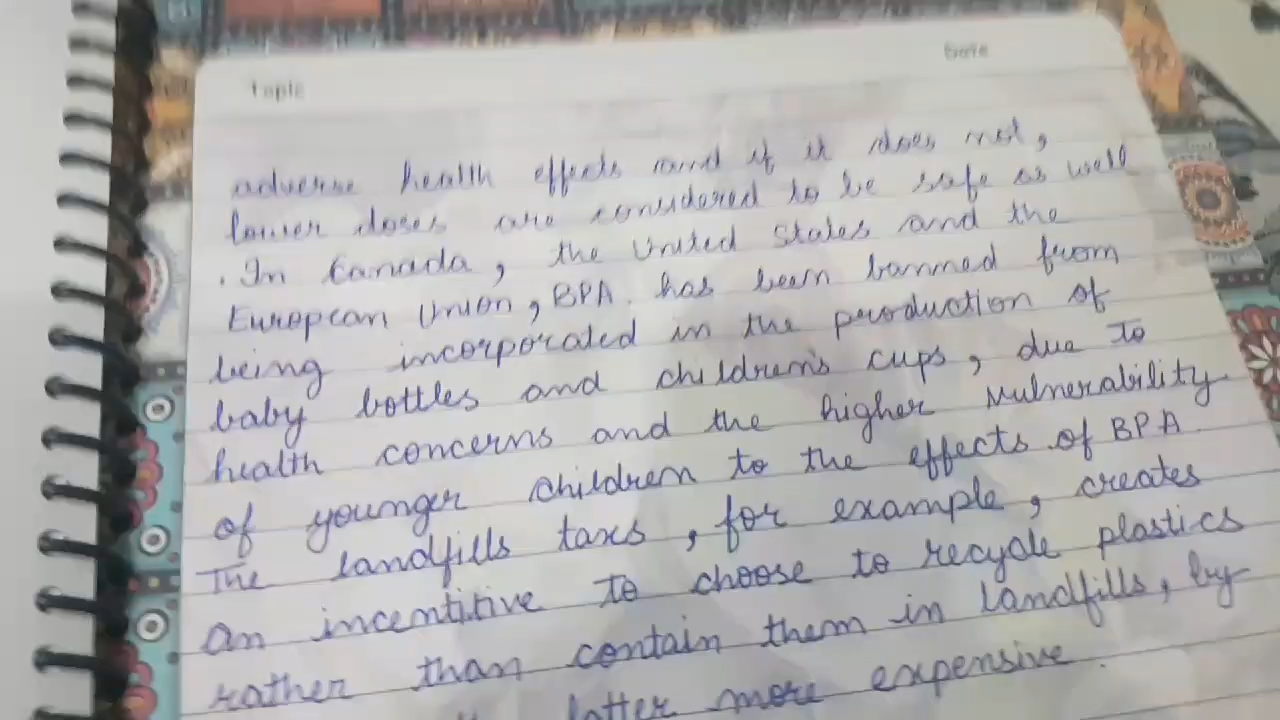 Topic
Date
adverse health effects and if it does not,
lower doses are considered to be safe as well
. In Canada, the United States and the
European Union, BPA. has been banned from
being incorporated in the production of
baby bottles and children's cups, due to
health concerns and the higher vulnerability
of younger children to the effects of BPA
The landfills taxs, for example, creates
an incentitive to choose to recycle plastics
rather than contain them in landfills, by
latter more expensive.